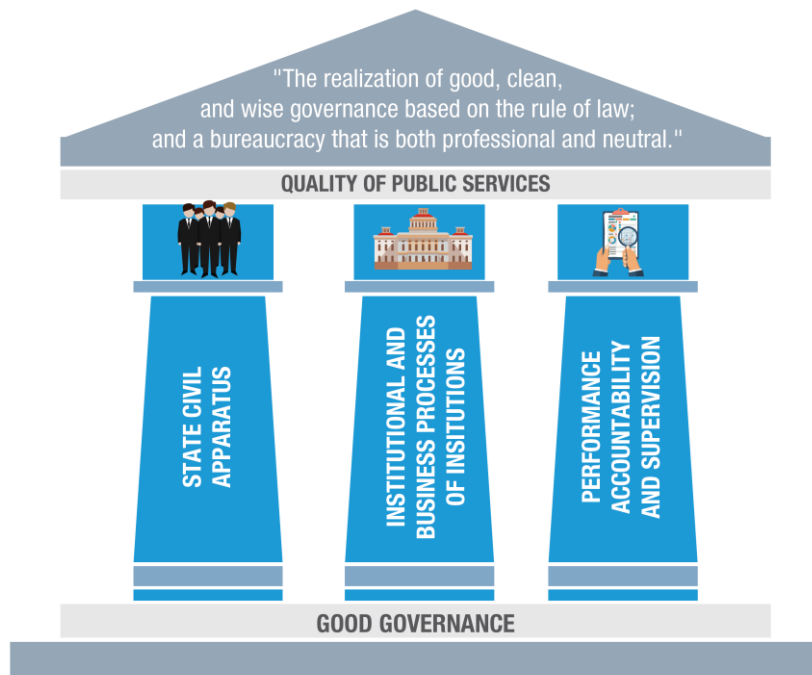 "The realization of good, clean,
and wise governance based on the rule of law;
and a bureaucracy that is both professional and neutral."
QUALITY OF PUBLIC SERVICES
STATE CIVIL
APPARATUS
INSTITUTIONAL AND
BUSINESS PROCESSES
OF INSITUTIONS
PERFORMANCE
ACCOUNTABILITY
AND SUPERVISION
GOOD GOVERNANCE